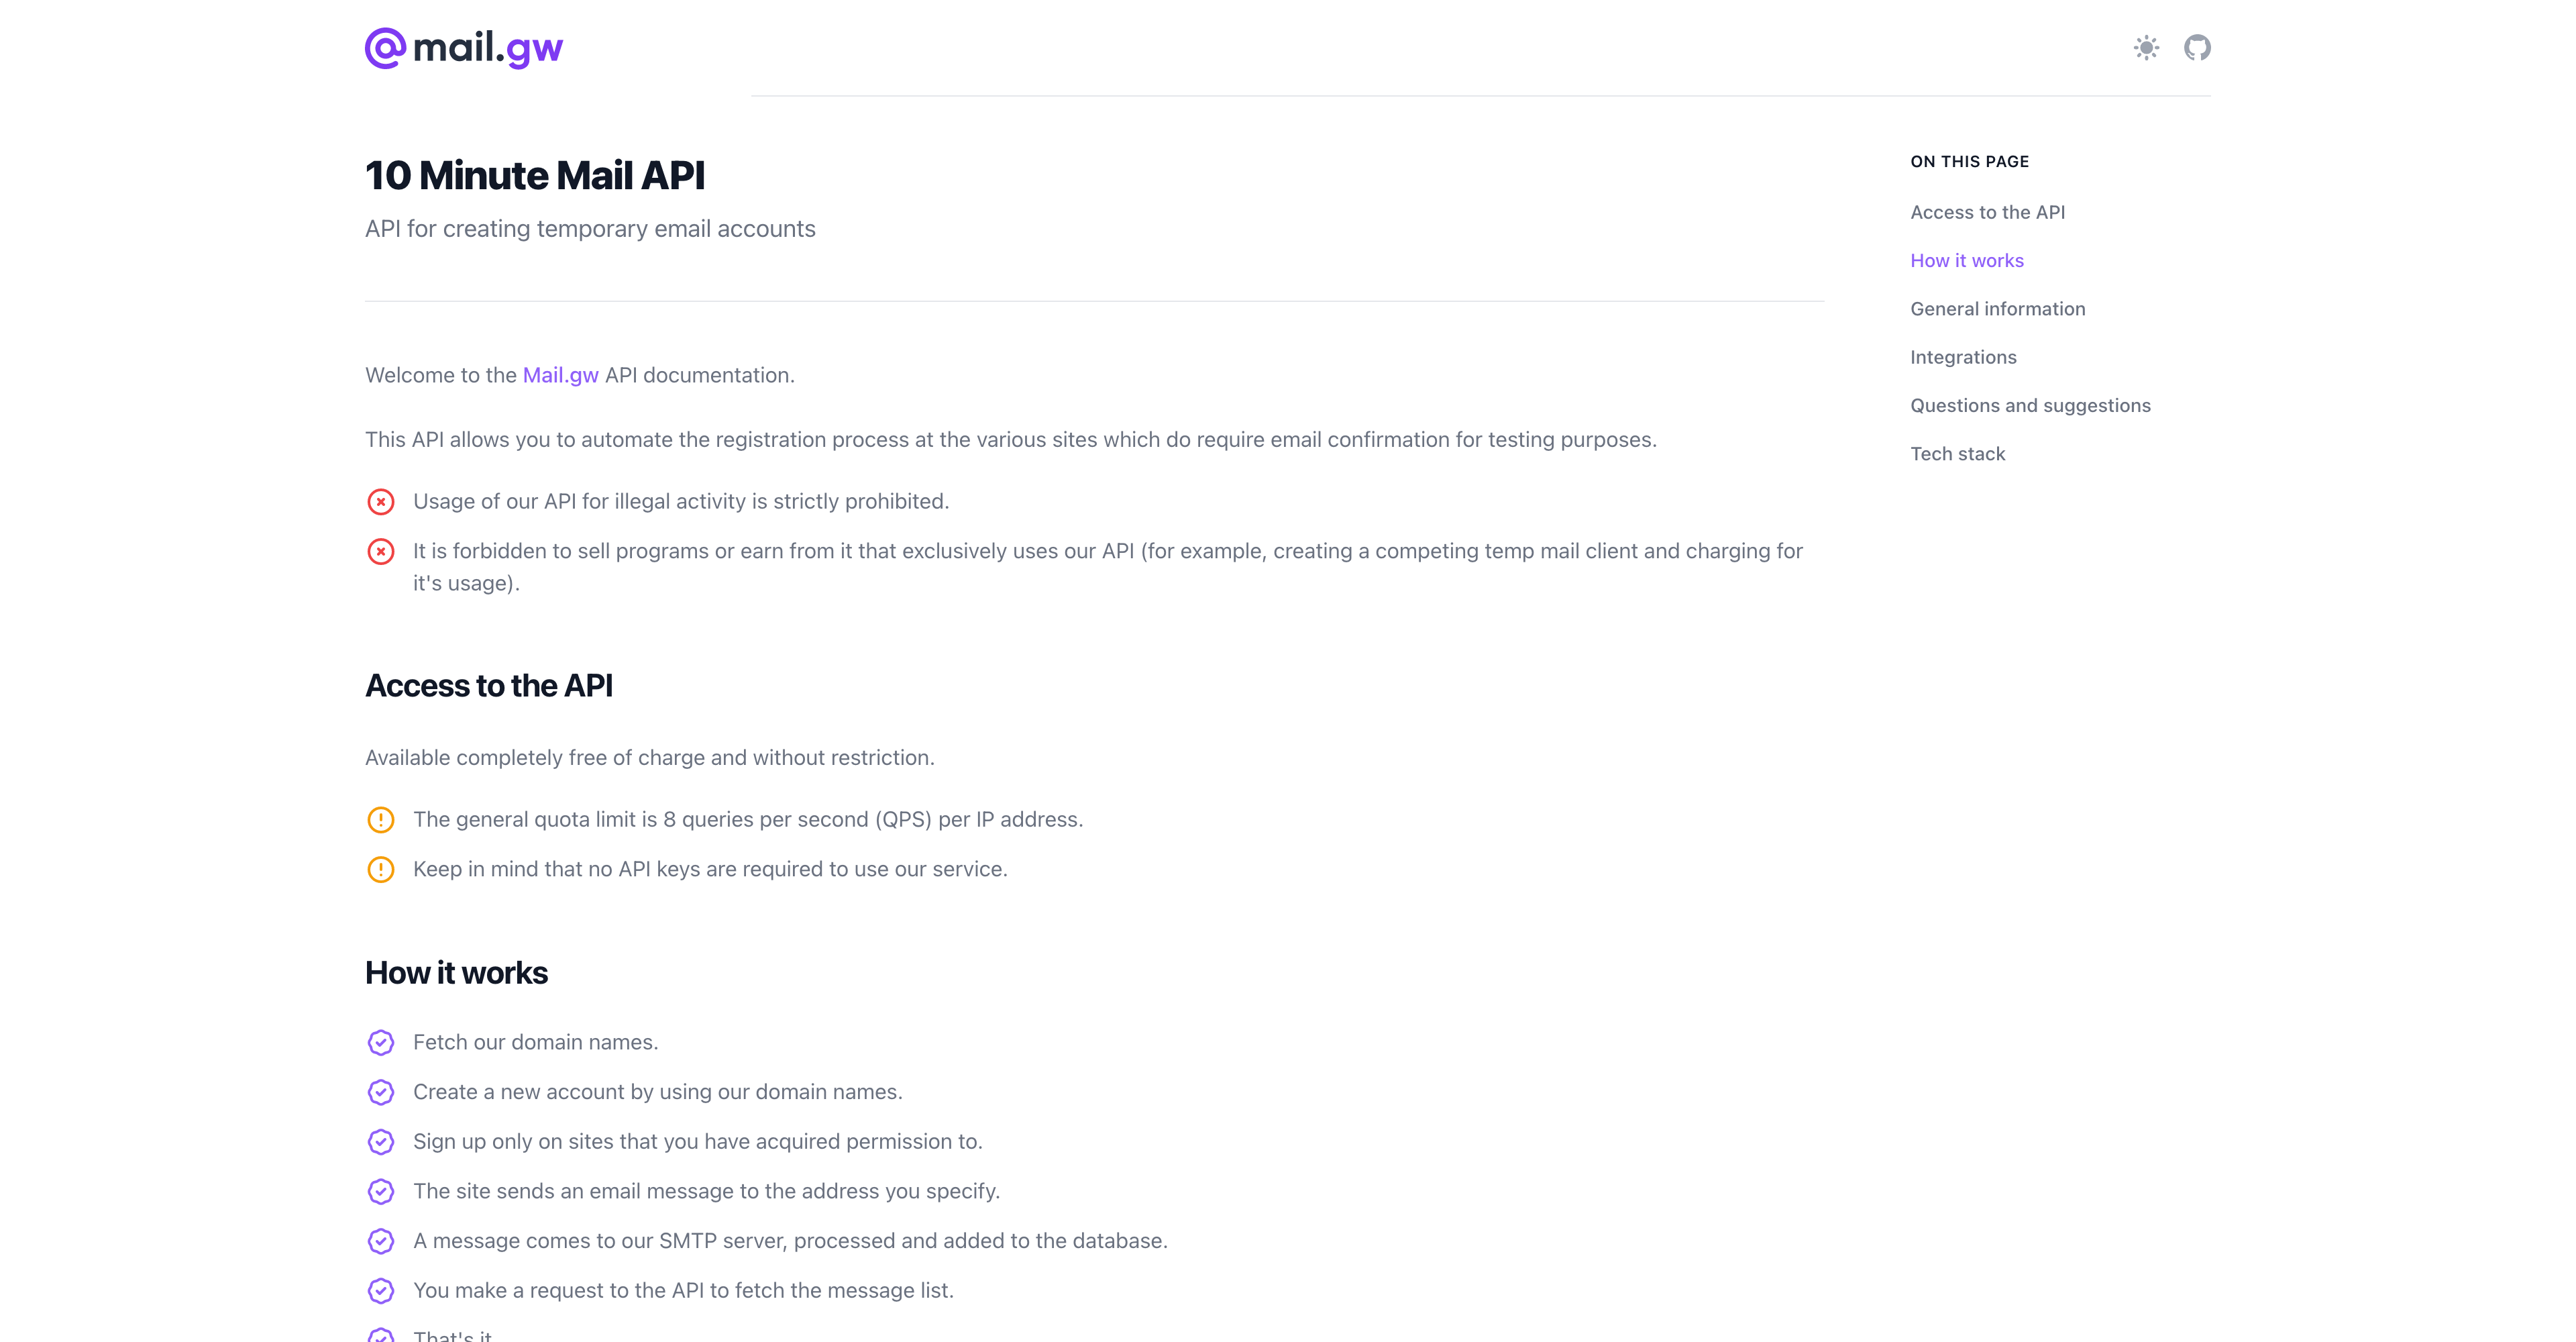 @mail.gw
10 Minute Mail API
API for creating temporary email accounts
Welcome to the Mail.gw API documentation.
This API allows you to automate the registration process at the various sites which do require email confirmation for testing purposes.
Usage of our API for illegal activity is strictly prohibited.
It is forbidden to sell programs or earn from it that exclusively uses our API (for example, creating a competing temp mail client and charging for
it's usage).
Access to the API
Available completely free of charge and without restriction.
The general quota limit is 8 queries per second (QPS) per IP address.
Keep in mind that no API keys are required to use our service.
How it works
Fetch our domain names.
Create a new account by using our domain names.
Sign up only on sites that you have acquired permission to.
The site sends an email message to the address you specify.
A message comes to our SMTP server, processed and added to the database.
You make a request to the API to fetch the message list.
That's it
ON THIS PAGE
Access to the API
How it works
General information
Integrations
Questions and suggestions
Tech stack